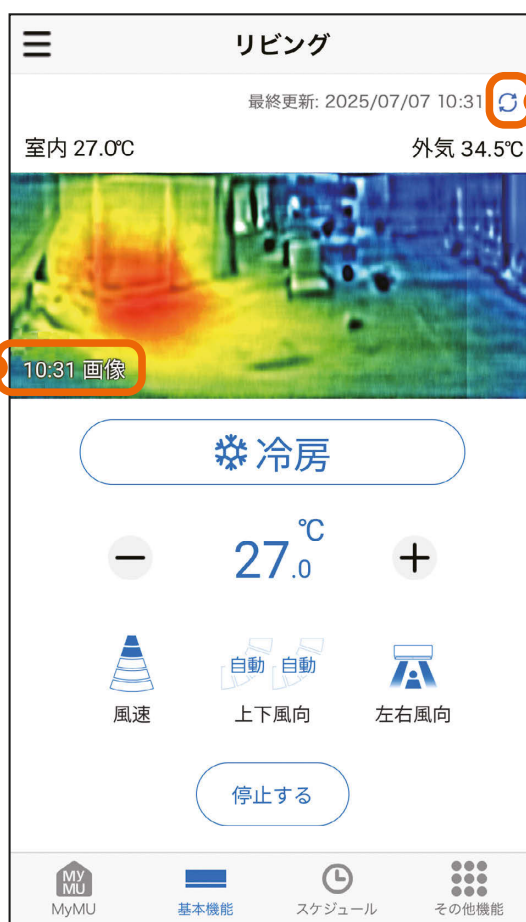 リビング
最終更新: 2025/07/07 10:31
室内 27.0℃ 外気 34.5℃
10:31 画像
冷房
27.0 ℃
自動 自動
風速 上下風向 左右風向
停止する
MY MU
MyMU 基本機能 スケジュール その他機能